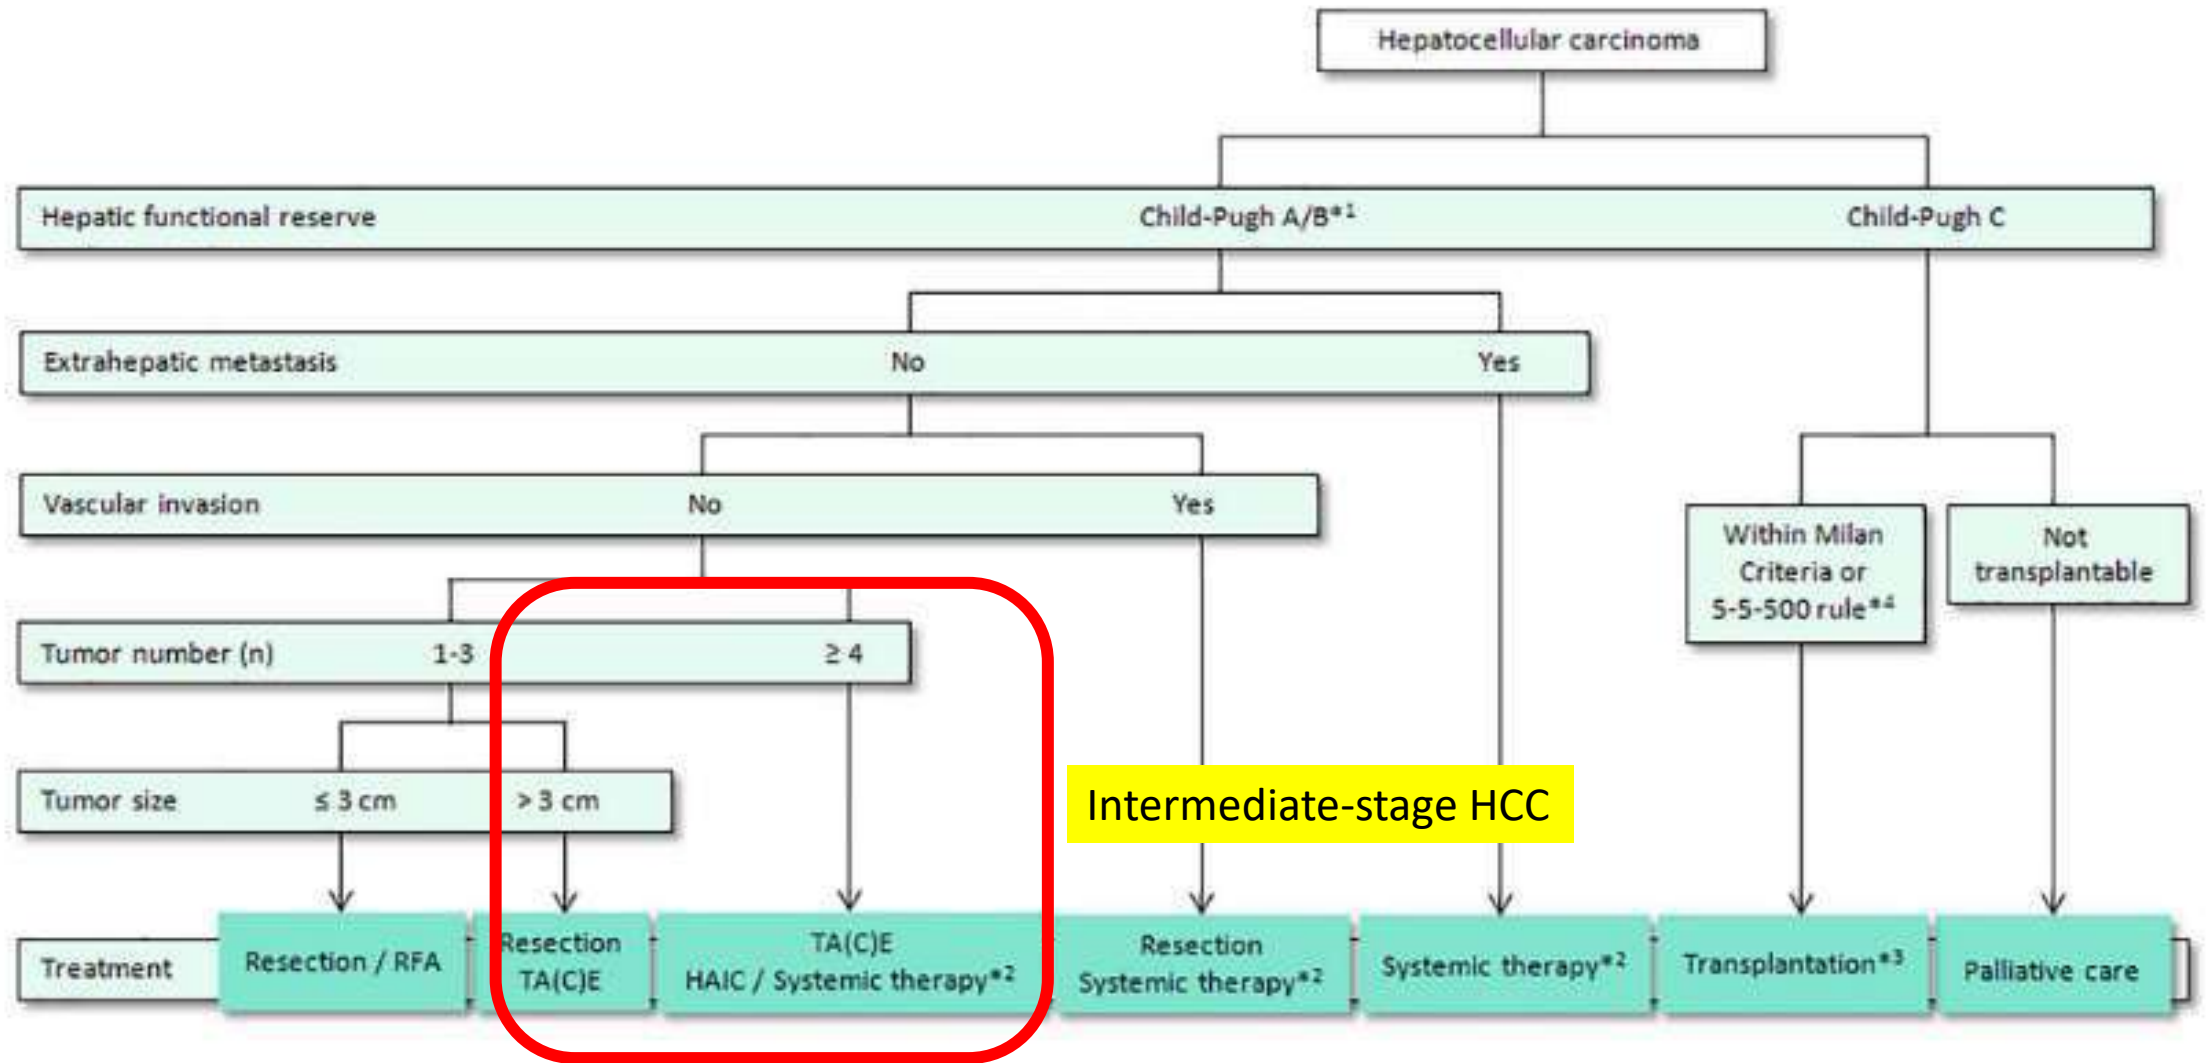 Hepatocellular carcinoma
Hepatic functional reserve
Child-Pugh A/B*1
Child-Pugh C
Extrahepatic metastasis
No
Yes
Vascular invasion
No
Yes
Within Milan
Criteria or
5-5-500 rule*4
Not
transplantable
Tumor number (n)
1-3
≥ 4
Tumor size
≤ 3 cm
> 3 cm
Intermediate-stage HCC
Treatment
Resection / RFA
Resection
TA(C)E
TA(C)E
HAIC / Systemic therapy*2
Resection
Systemic therapy*2
Systemic therapy*2
Transplantation*3
Palliative care